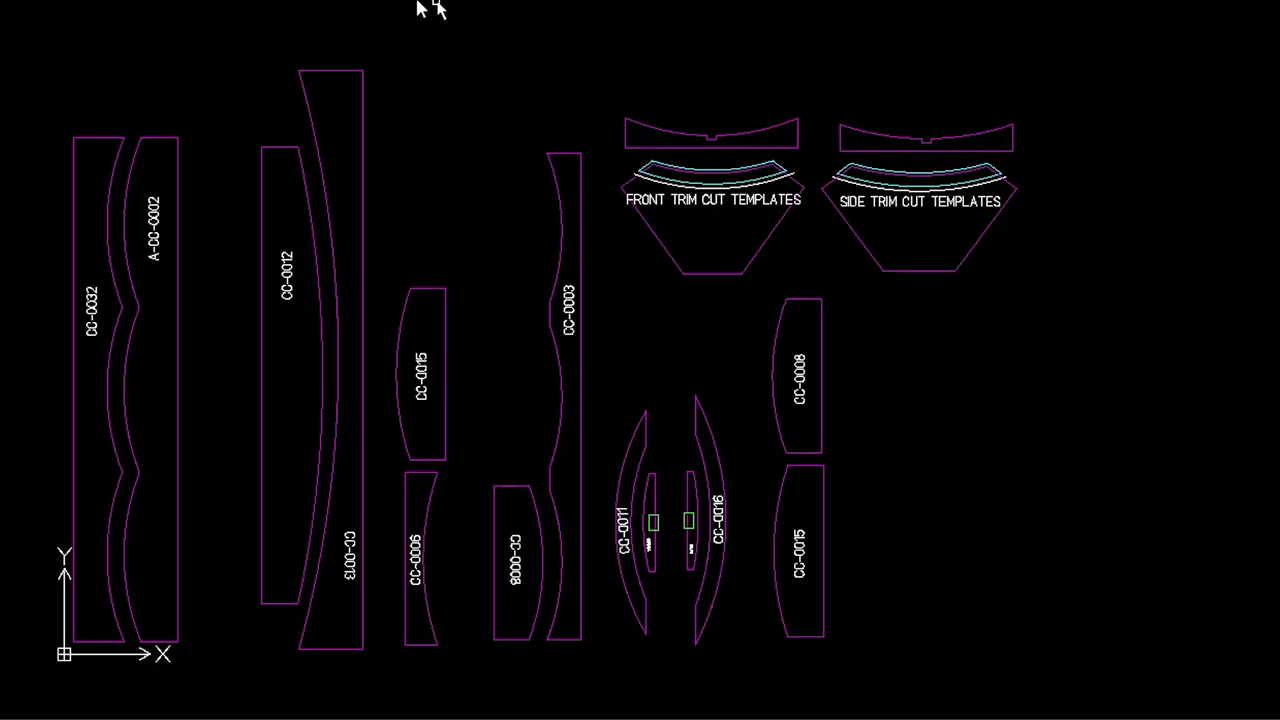 FRONT TRIM CUT TEMPLATES
SIDE TRIM CUT TEMPLATES
CC-0032
A-CC-0002
CC-0012
CC-0013
CC-0015
CC-0006
CC-0008
CC-0003
CC-0011
CC-0016
CC-0008
CC-0015
Y
X